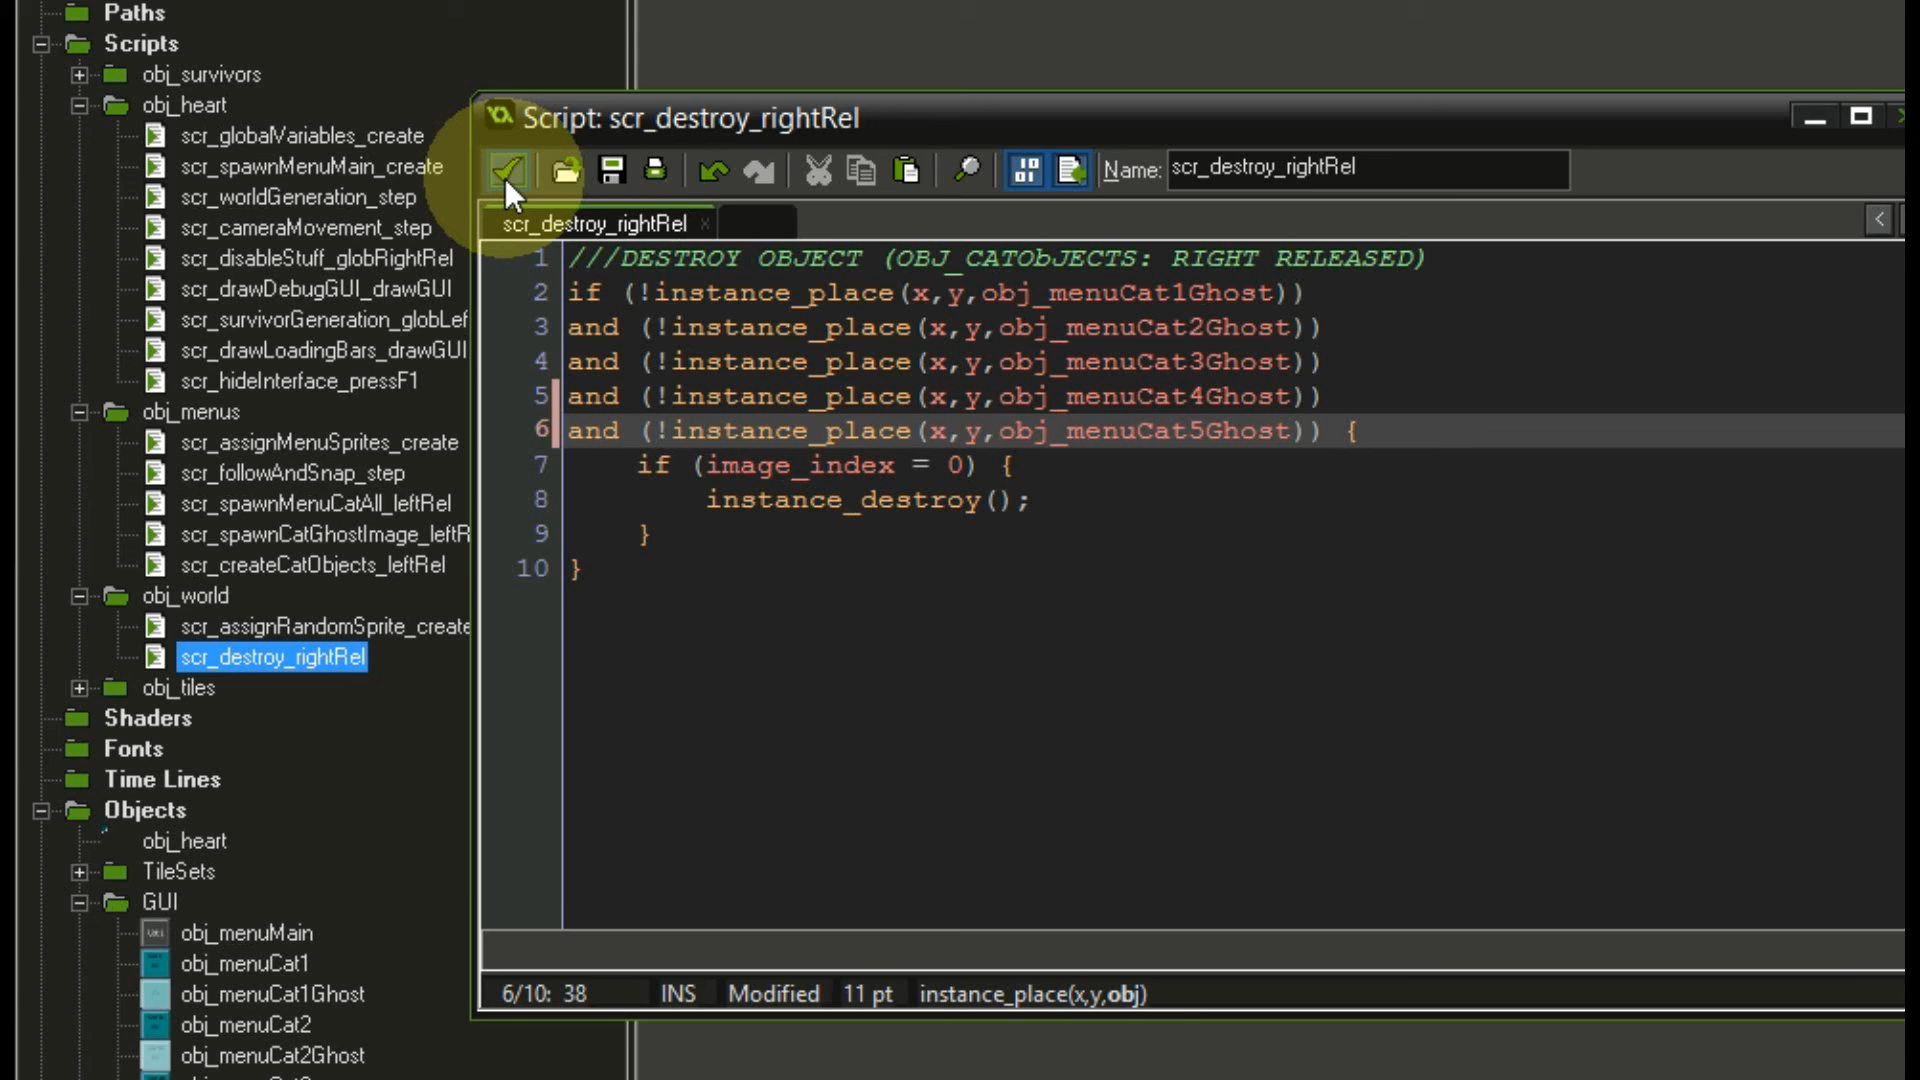 Paths
Scripts
obj_survivors
obj_heart
scr_globalVariables_create
scr_spawnMenuMain_create
scr_worldGeneration_step
scr_cameraMovement_step
scr_disableStuff_globRightRel
scr_drawDebugGUI_drawGUI
scr_survivorGeneration_globLef
scr_drawLoadingBars_drawGUI
scr_hideInterface_pressF1
obj_menus
scr_assignMenuSprites_create
scr_followAndSnap_step
scr_spawnMenuCatAll_leftRel
scr_spawnCatGhostImage_leftR
scr_createCatObjects_leftRel
obj_world
scr_assignRandomSprite_create
scr_destroy_rightRel
obj_tiles
Shaders
Fonts
Time Lines
Objects
obj_heart
TileSets
GUI
obj_menuMain
obj_menuCat1
obj_menuCat1Ghost
obj_menuCat2
obj_menuCat2Ghost
Script: scr_destroy_rightRel
Name: scr_destroy_rightRel
scr_destroy_rightRel x
1 ///DESTROY OBJECT (OBJ_CATObJECTS: RIGHT RELEASED)
2 if (!instance_place(x,y,obj_menuCat1Ghost))
3 and (!instance_place(x,y,obj_menuCat2Ghost))
4 and (!instance_place(x,y,obj_menuCat3Ghost))
5 and (!instance_place(x,y,obj_menuCat4Ghost))
6 and (!instance_place(x,y,obj_menuCat5Ghost)) {
7 if (image_index = 0) {
8 instance_destroy();
9 }
10 }
6/10: 38 INS Modified 11 pt instance_place(x,y,obj)